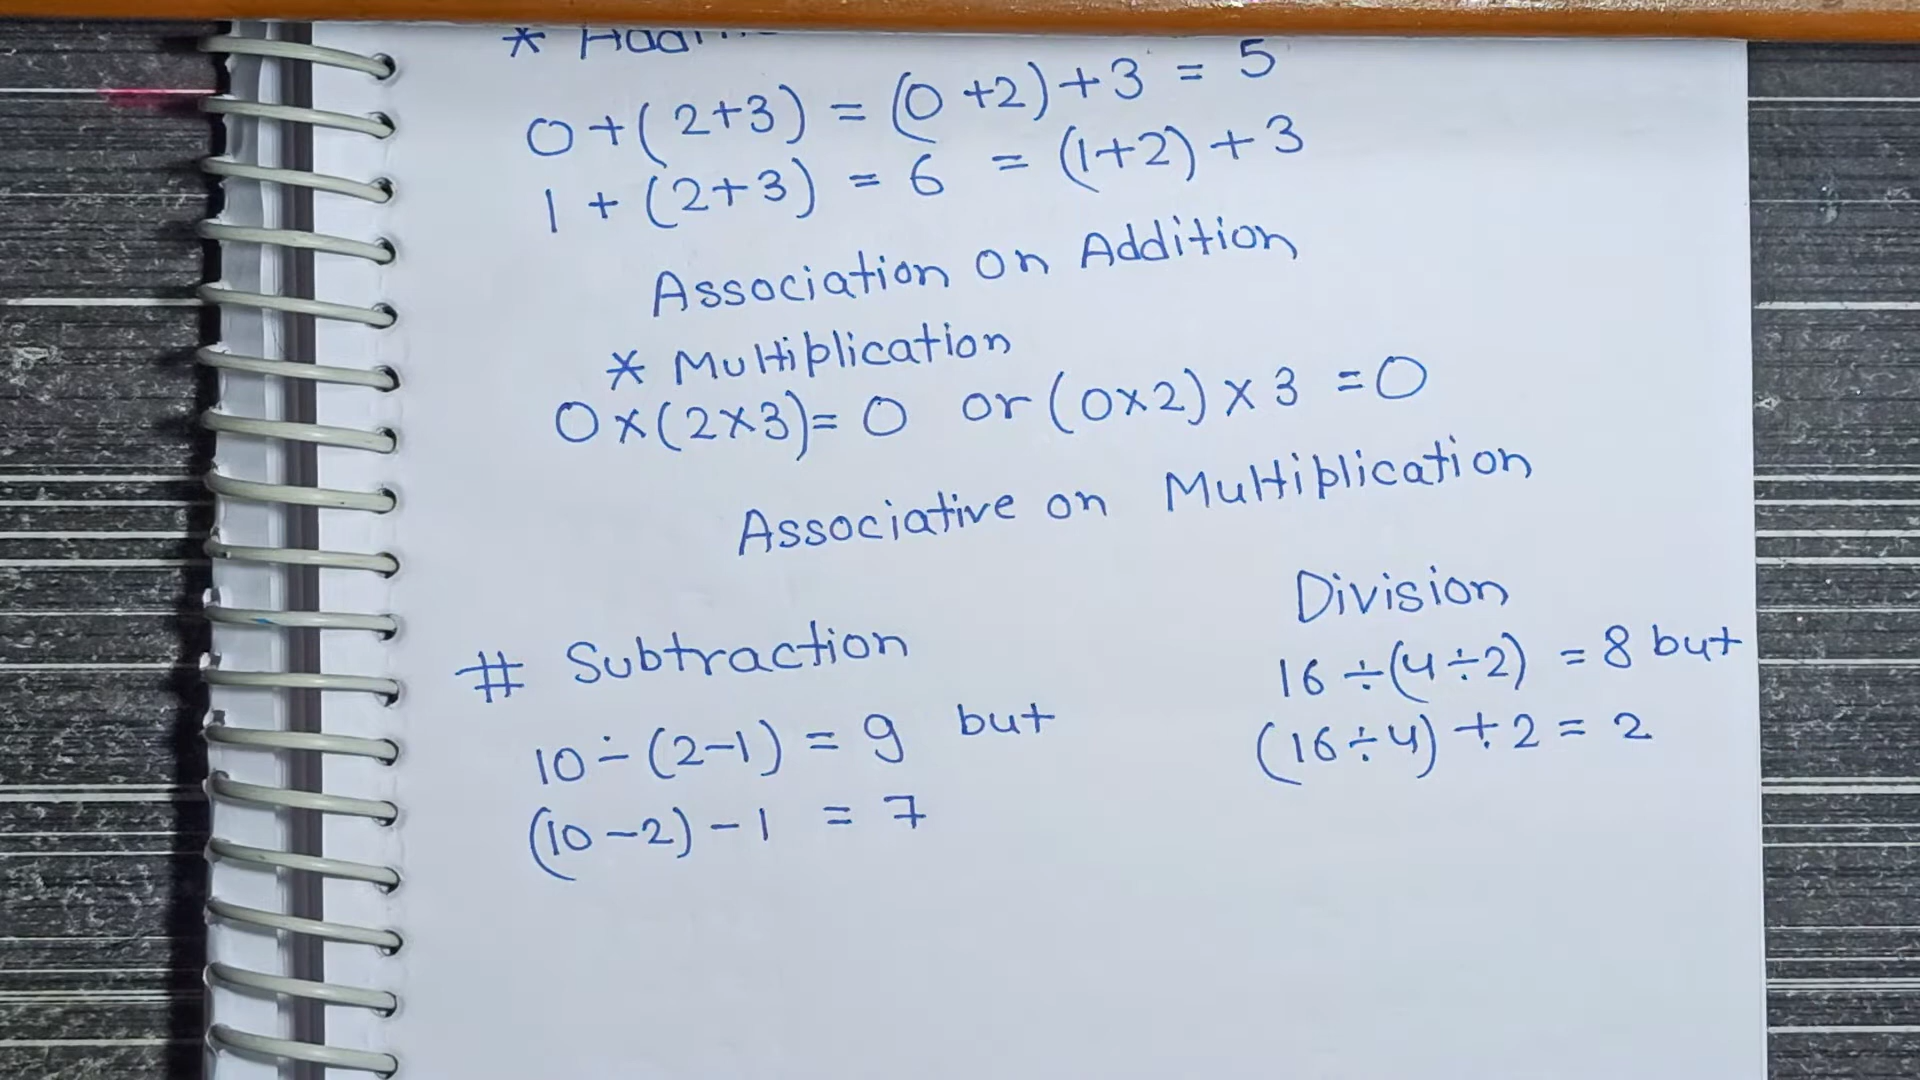 *
0+(2+3) = (0+2)+3 = 5
1+(2+3) = 6 = (1+2)+3
Association on Addition
* Multiplication
0×(2×3)=0 or (0×2)×3 =0
Associative on Multiplication
# Subtraction
10∸(2-1) = 9 but
(10-2)-1 = 7
Division
16÷(4÷2) = 8 but
(16÷4)÷2 = 2